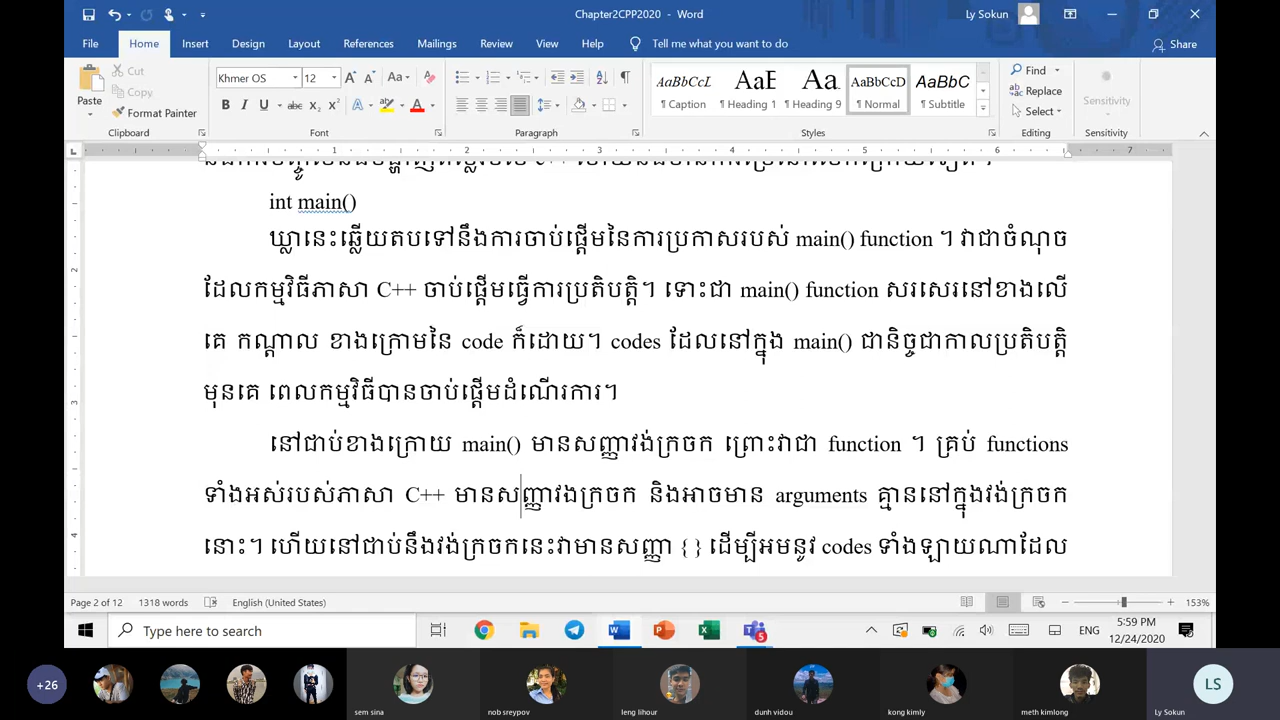 Chapter2CPP2020 - Word
Ly Sokun
File Home Insert Design Layout References Mailings Review View Help Tell me what you want to do Share
Paste Cut Copy Format Painter
Khmer OS 12
AaBbCcL AaB AaB AaBbCcD AaBbC
¶ Caption ¶ Heading 1 ¶ Heading 9 ¶ Normal ¶ Subtitle
Find Replace Select
Sensitivity
Clipboard Font Paragraph Styles Editing Sensitivity
1 2 3 4 5 6 7
int main()
ឃ្លានេះឆ្លើយតបទៅនឹងការចាប់ផ្តើមនៃការប្រកាសរបស់ main() function ។ វាជាចំណុច
ដែលកម្មវិធីភាសា C++ ចាប់ផ្តើមធ្វើការប្រតិបត្តិ។ ទោះជា main() function សរសេរនៅខាងលើ
គេ កណ្តាល ខាងក្រោមនៃ code ក៏ដោយ។ codes ដែលនៅក្នុង main() ជានិច្ចជាកាលប្រតិបត្តិ
មុនគេ ពេលកម្មវិធីបានចាប់ផ្តើមដំណើរការ។
នៅជាប់ខាងក្រោយ main() មានសញ្ញាវង់ក្រចក ព្រោះវាជា function ។ គ្រប់ functions
ទាំងអស់របស់ភាសា C++ មានសញ្ញាវងក្រចក និងអាចមាន arguments គ្មាននៅក្នុងវង់ក្រចក
នោះ។ ហើយនៅជាប់នឹងវង់ក្រចកនេះវាមានសញ្ញា { } ដើម្បីអមនូវ codes ទាំងឡាយណាដែល
Page 2 of 12 1318 words English (United States) 153%
Type here to search
ENG
5:59 PM
12/24/2020
+26
LS
sem sina nob sreypov leng lihour dunh vidou kong kimly meth kimlong Ly Sokun